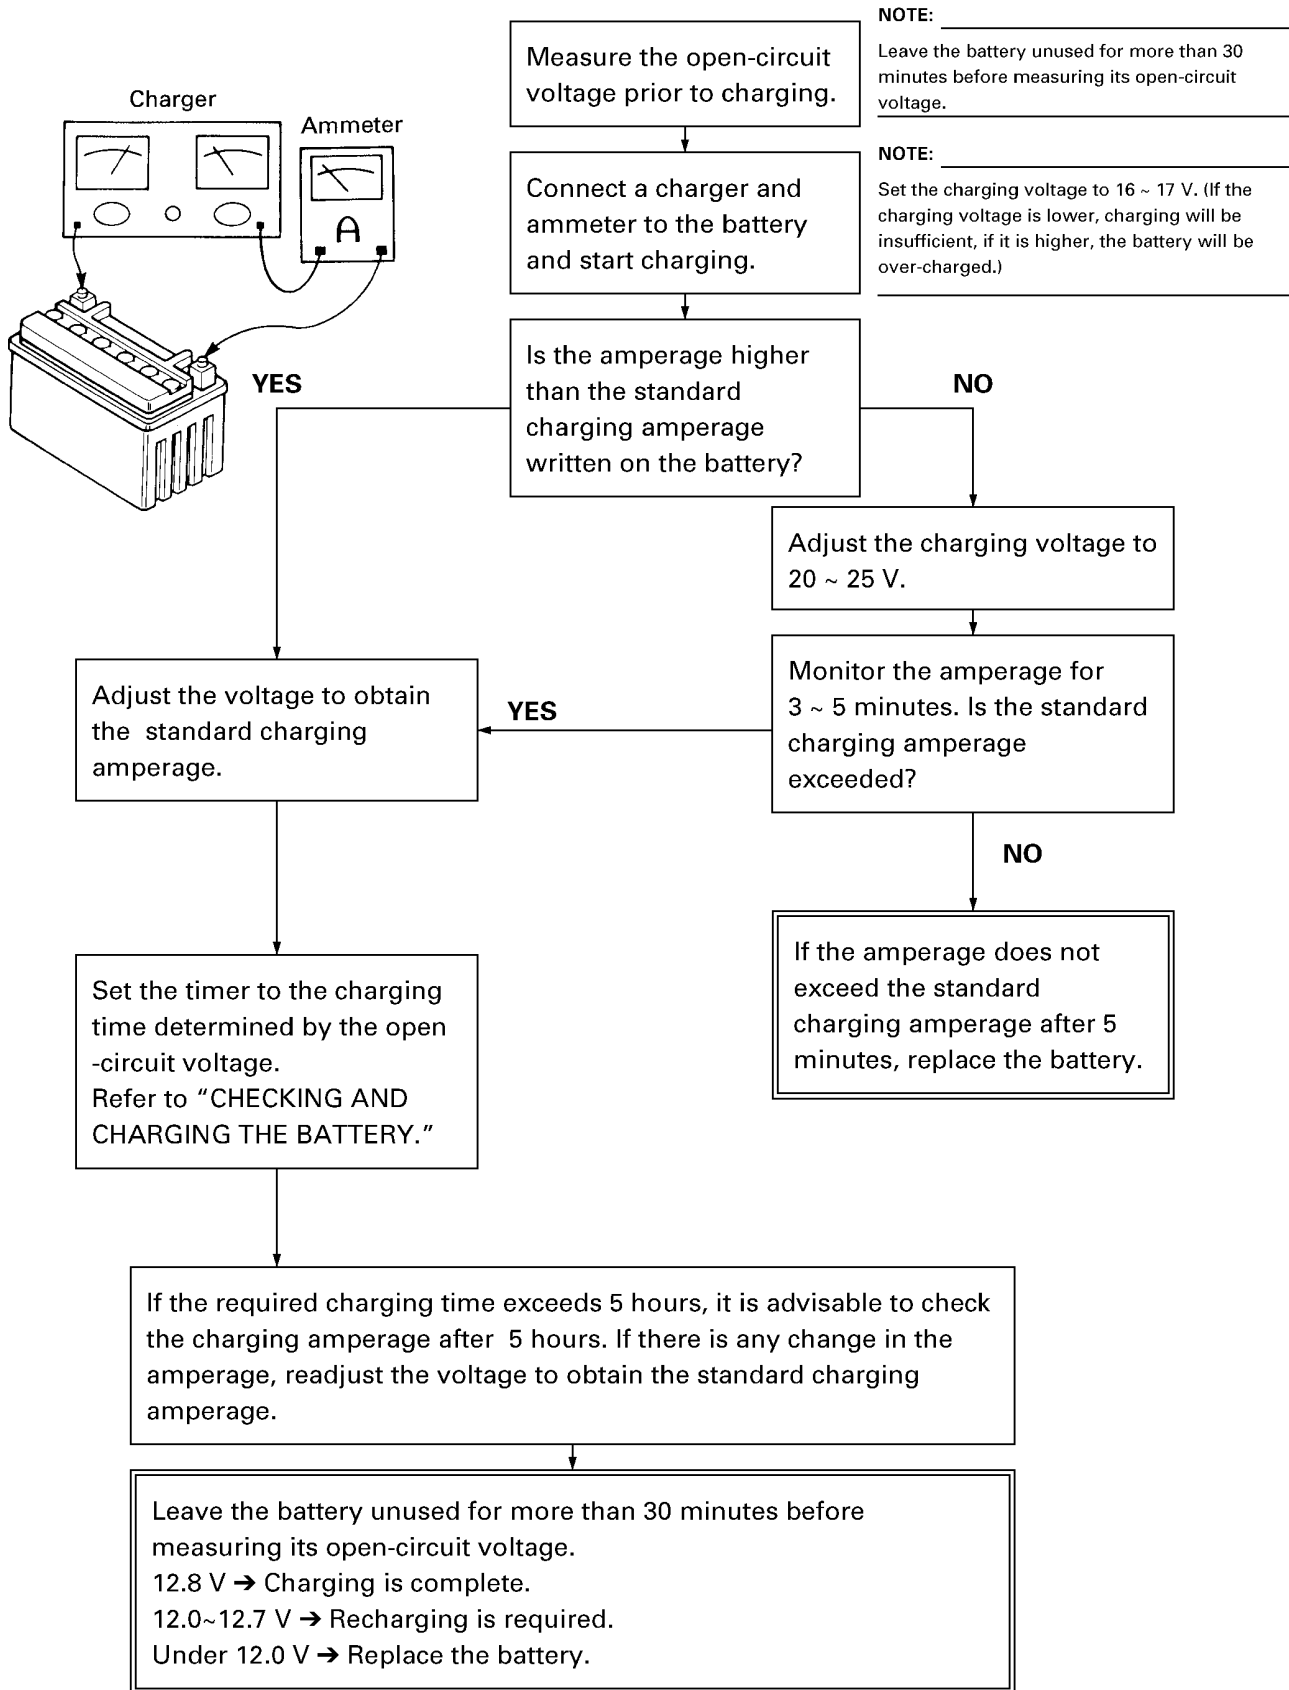 Charger
Ammeter
A
Measure the open-circuit
voltage prior to charging.
NOTE:
Leave the battery unused for more than 30
minutes before measuring its open-circuit
voltage.
Connect a charger and
ammeter to the battery
and start charging.
NOTE:
Set the charging voltage to 16 ~ 17 V. (If the
charging voltage is lower, charging will be
insufficient, if it is higher, the battery will be
over-charged.)
Is the amperage higher
than the standard
charging amperage
written on the battery?
YES
NO
Adjust the charging voltage to
20 ~ 25 V.
Monitor the amperage for
3 ~ 5 minutes. Is the standard
charging amperage
exceeded?
YES
Adjust the voltage to obtain
the  standard charging
amperage.
NO
If the amperage does not
exceed the standard
charging amperage after 5
minutes, replace the battery.
Set the timer to the charging
time determined by the open
-circuit voltage.
Refer to “CHECKING AND
CHARGING THE BATTERY.”
If the required charging time exceeds 5 hours, it is advisable to check
the charging amperage after  5 hours. If there is any change in the
amperage, readjust the voltage to obtain the standard charging
amperage.
Leave the battery unused for more than 30 minutes before
measuring its open-circuit voltage.
12.8 V ➔ Charging is complete.
12.0~12.7 V ➔ Recharging is required.
Under 12.0 V ➔ Replace the battery.